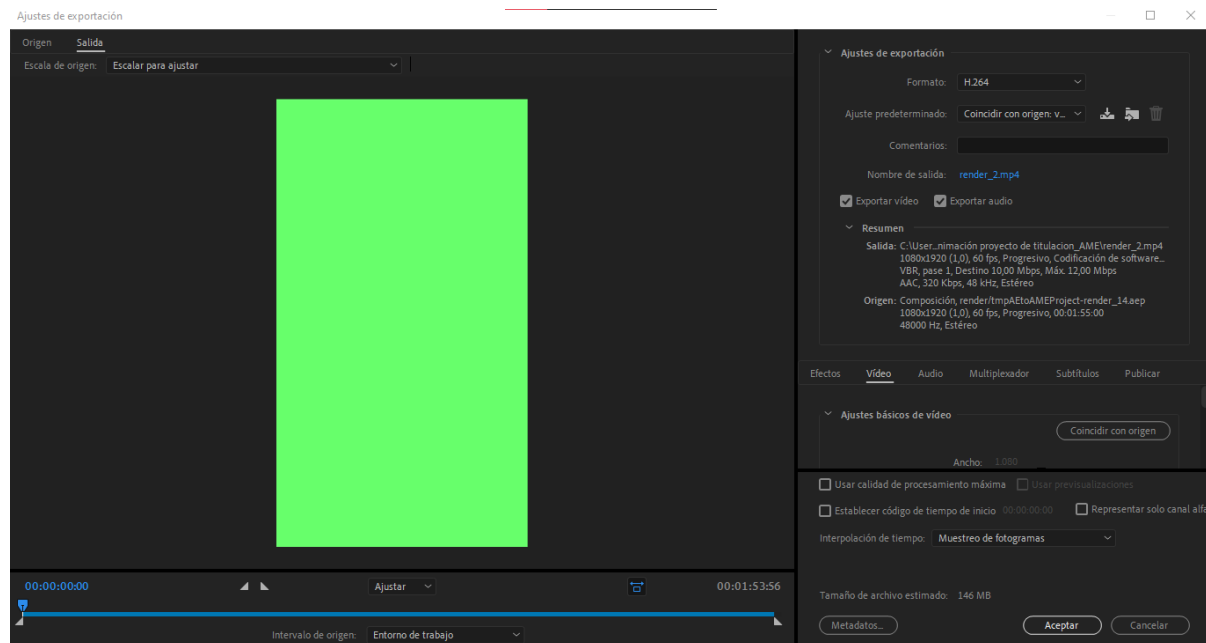 Ajustes de exportación
Origen Salida
Escala de origen: Escalar para ajustar
00:00:00:00 Ajustar 00:01:53:56
Intervalo de origen: Entorno de trabajo
Ajustes de exportación
Formato: H.264
Ajuste predeterminado: Coincidir con origen: v...
Comentarios:
Nombre de salida: render_2.mp4
Exportar vídeo Exportar audio
Resumen
Salida: C:\User...nimación proyecto de titulacion_AME\render_2.mp4
1080x1920 (1,0), 60 fps, Progresivo, Codificación de software...
VBR, pase 1, Destino 10,00 Mbps, Máx. 12,00 Mbps
AAC, 320 Kbps, 48 kHz, Estéreo
Origen: Composición, render/tmpAEtoAMEProject-render_14.aep
1080x1920 (1,0), 60 fps, Progresivo, 00:01:55:00
48000 Hz, Estéreo
Efectos Vídeo Audio Multiplexador Subtítulos Publicar
Ajustes básicos de vídeo
Coincidir con origen
Ancho: 1.080
Usar calidad de procesamiento máxima Usar previsualizaciones
Establecer código de tiempo de inicio 00:00:00:00 Representar solo canal alfa
Interpolación de tiempo: Muestreo de fotogramas
Tamaño de archivo estimado: 146 MB
Metadatos... Aceptar Cancelar